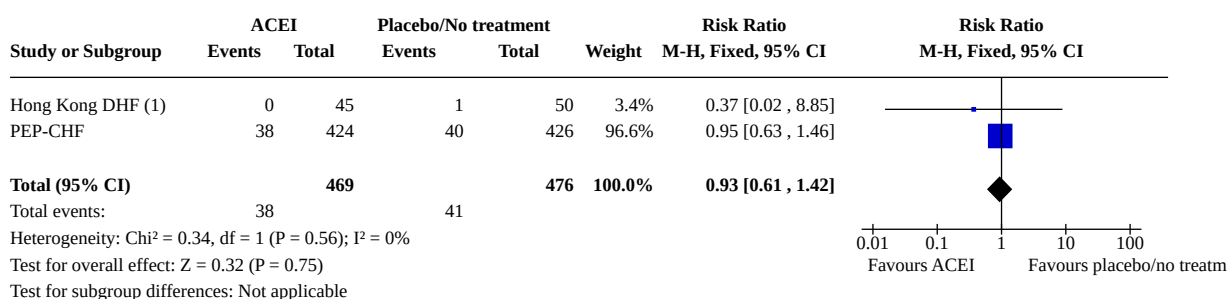 ACEI Placebo/No treatment Risk Ratio Risk Ratio
Study or Subgroup Events Total Events Total Weight M-H, Fixed, 95% CI M-H, Fixed, 95% CI
Hong Kong DHF (1) 0 45 1 50 3.4% 0.37 [0.02 , 8.85]
PEP-CHF 38 424 40 426 96.6% 0.95 [0.63 , 1.46]
Total (95% CI) 469 476 100.0% 0.93 [0.61 , 1.42]
Total events: 38 41
Heterogeneity: Chi² = 0.34, df = 1 (P = 0.56); I² = 0%
0.01 0.1 1 10 100
Test for overall effect: Z = 0.32 (P = 0.75) Favours ACEI Favours placebo/no treatm
Test for subgroup differences: Not applicable